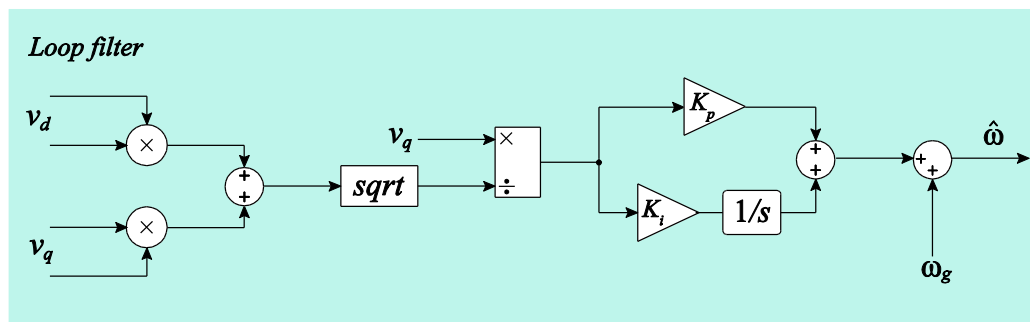 Loop filter
v_d
×
+
+
v_q
×
sqrt
v_q
×
÷
K_p
K_i
1/s
+
+
+
+
ω̂
ω_g